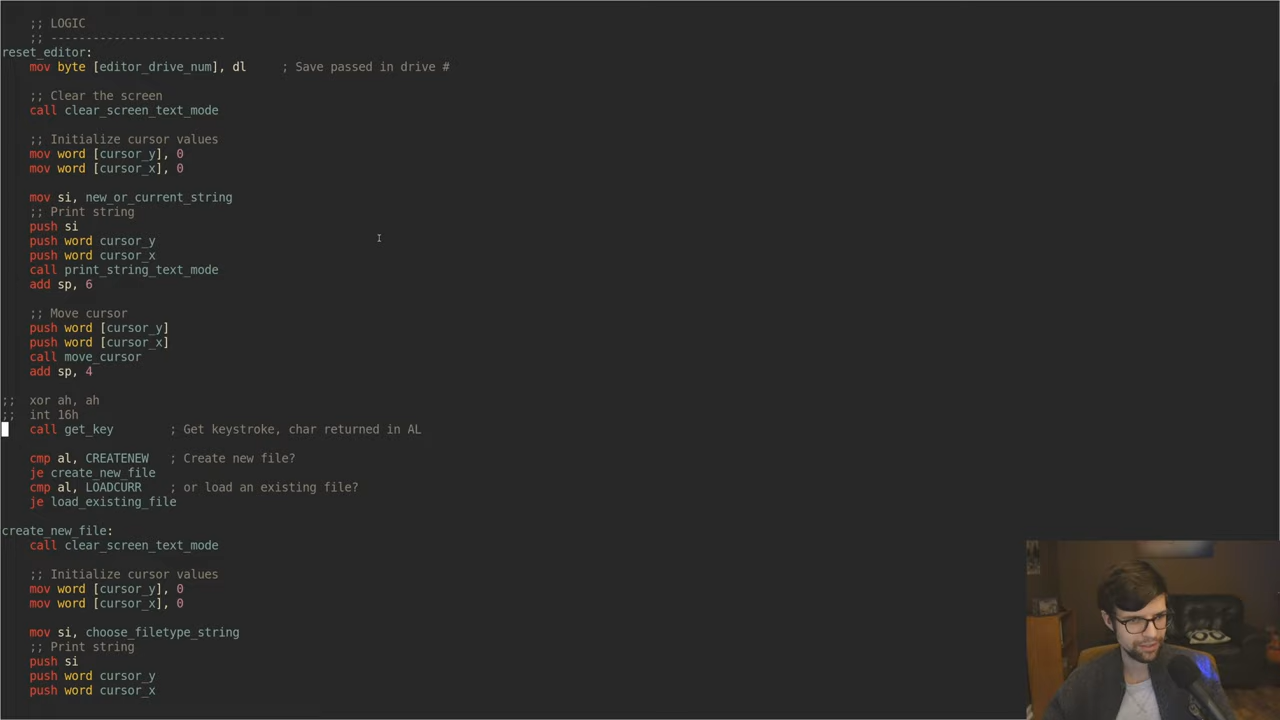 ;; LOGIC
;; -------------------------
reset_editor:
mov byte [editor_drive_num], dl ; Save passed in drive #
;; Clear the screen
call clear_screen_text_mode
;; Initialize cursor values
mov word [cursor_y], 0
mov word [cursor_x], 0
mov si, new_or_current_string
;; Print string
push si
push word cursor_y
push word cursor_x
call print_string_text_mode
add sp, 6
;; Move cursor
push word [cursor_y]
push word [cursor_x]
call move_cursor
add sp, 4
;; xor ah, ah
;; int 16h
call get_key ; Get keystroke, char returned in AL
cmp al, CREATENEW ; Create new file?
je create_new_file
cmp al, LOADCURR ; or load an existing file?
je load_existing_file
create_new_file:
call clear_screen_text_mode
;; Initialize cursor values
mov word [cursor_y], 0
mov word [cursor_x], 0
mov si, choose_filetype_string
;; Print string
push si
push word cursor_y
push word cursor_x